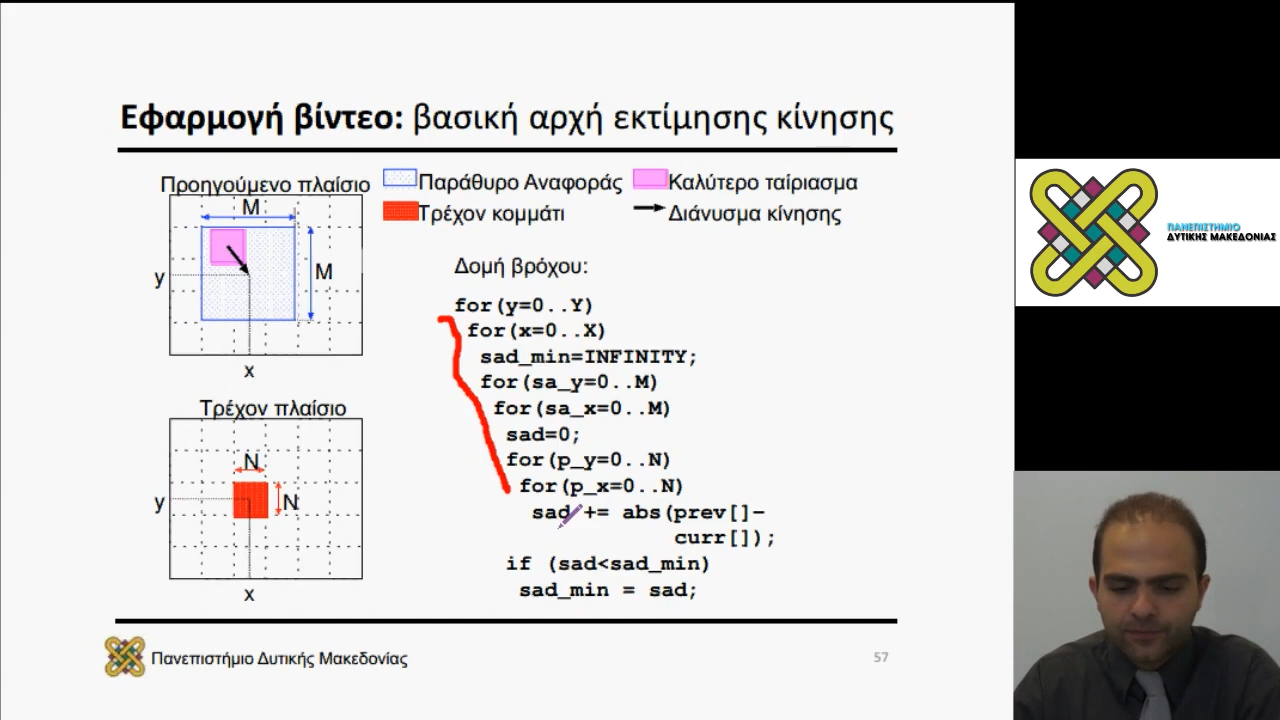 Εφαρμογή βίντεο: βασική αρχή εκτίμησης κίνησης
Προηγούμενο πλαίσιο
M
M
y
x
Παράθυρο Αναφοράς
Καλύτερο ταίριασμα
Τρέχον κομμάτι
Διάνυσμα κίνησης
Τρέχον πλαίσιο
N
N
y
x
Δομή βρόχου:
for(y=0..Y)
for(x=0..X)
sad_min=INFINITY;
for(sa_y=0..M)
for(sa_x=0..M)
sad=0;
for(p_y=0..N)
for(p_x=0..N)
sad += abs(prev[]-
curr[]);
if (sad<sad_min)
sad_min = sad;
Πανεπιστήμιο Δυτικής Μακεδονίας
57
ΠΑΝΕΠΙΣΤΗΜΙΟ
ΔΥΤΙΚΗΣ ΜΑΚΕΔΟΝΙΑΣ